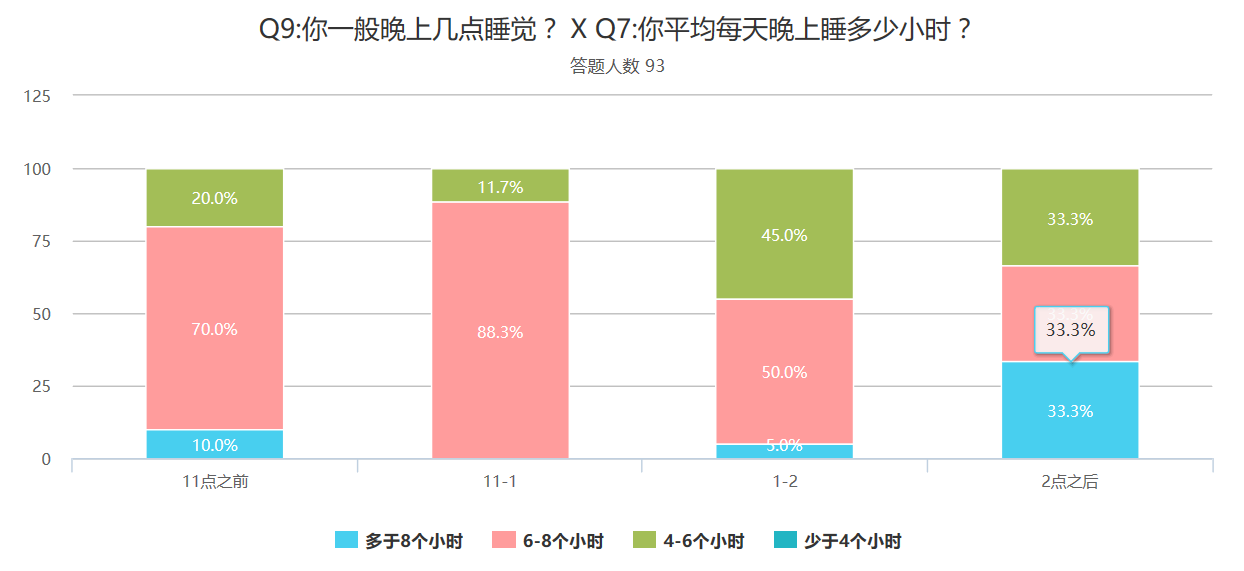 Q9:你一般晚上几点睡觉？ X Q7:你平均每天晚上睡多少小时？
答题人数 93
125
100
75
50
25
0
20.0%
70.0%
10.0%
11.7%
88.3%
45.0%
50.0%
5.0%
33.3%
33.3%
33.3%
33.3%
11点之前
11-1
1-2
2点之后
多于8个小时
6-8个小时
4-6个小时
少于4个小时